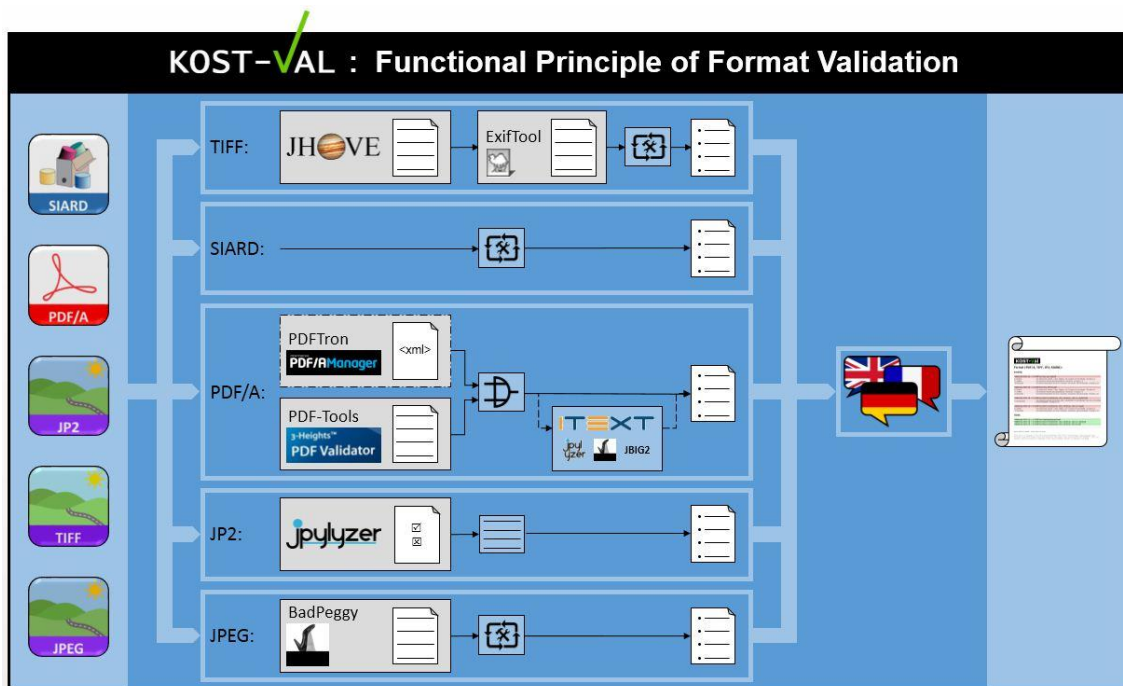 KOST-VAL : Functional Principle of Format Validation
SIARD
PDF/A
JP2
TIFF
JPEG
TIFF:
JHOVE
ExifTool
SIARD:
PDF/A:
PDFTron
PDF/AManager
<xml>
PDF-Tools
3-Heights™
PDF Validator
iTEXT
jpylyzer
JBIG2
JP2:
jpylyzer
JPEG:
BadPeggy
KOST-VAL